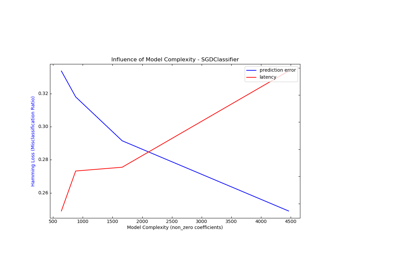 Influence of Model Complexity - SGDClassifier
prediction error
latency
Hamming Loss (Misclassification Ratio)
0.32
0.30
0.28
0.26
500 1000 1500 2000 2500 3000 3500 4000 4500
Model Complexity (non_zero coefficients)